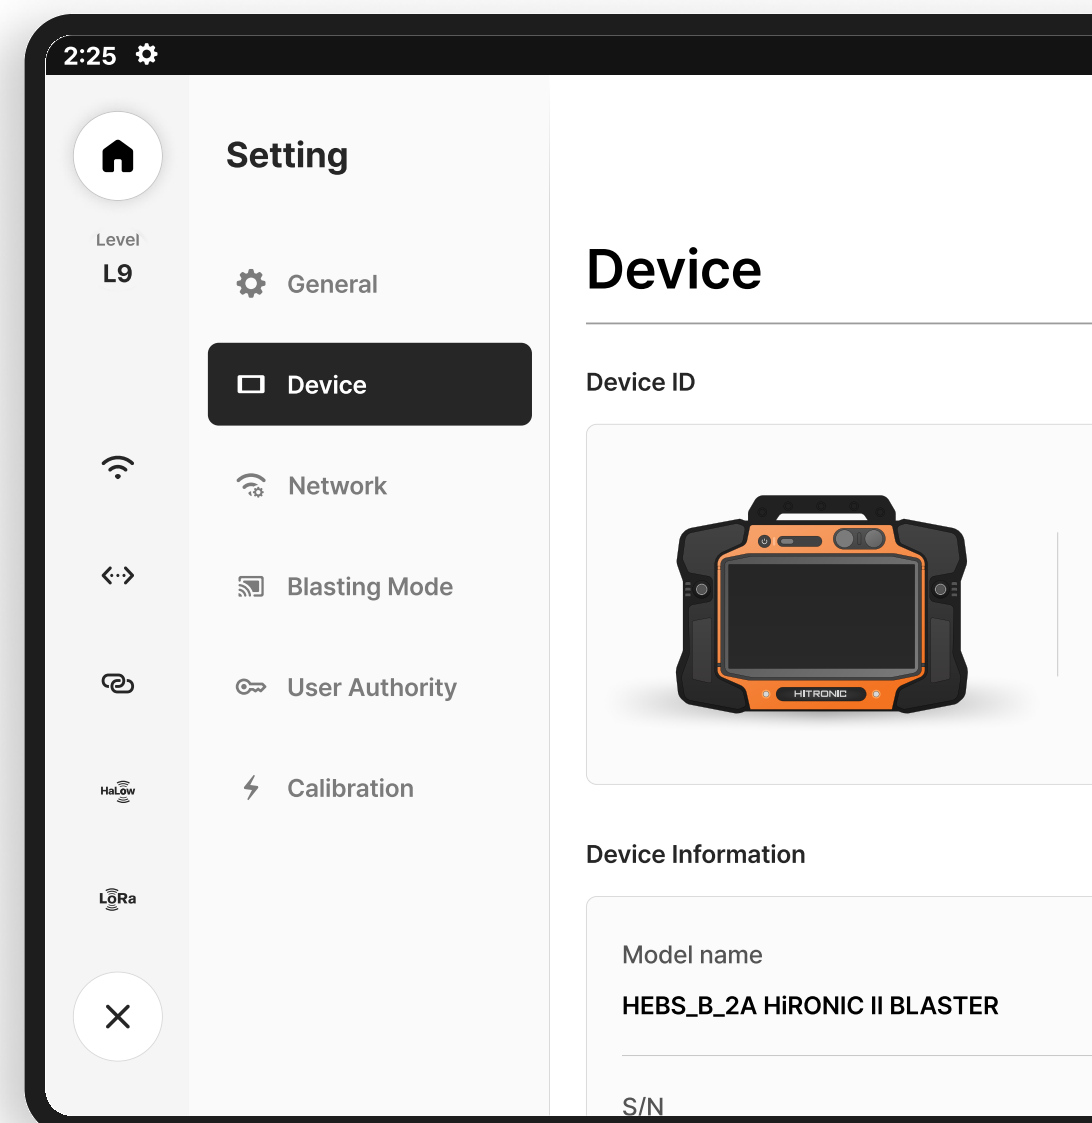 2:25
Level
L9
HaLow
LoRa
Setting
General
Device
Network
Blasting Mode
User Authority
Calibration
Device
Device ID
HITRONIC
Device Information
Model name
HEBS_B_2A HiRONIC II BLASTER
S/N